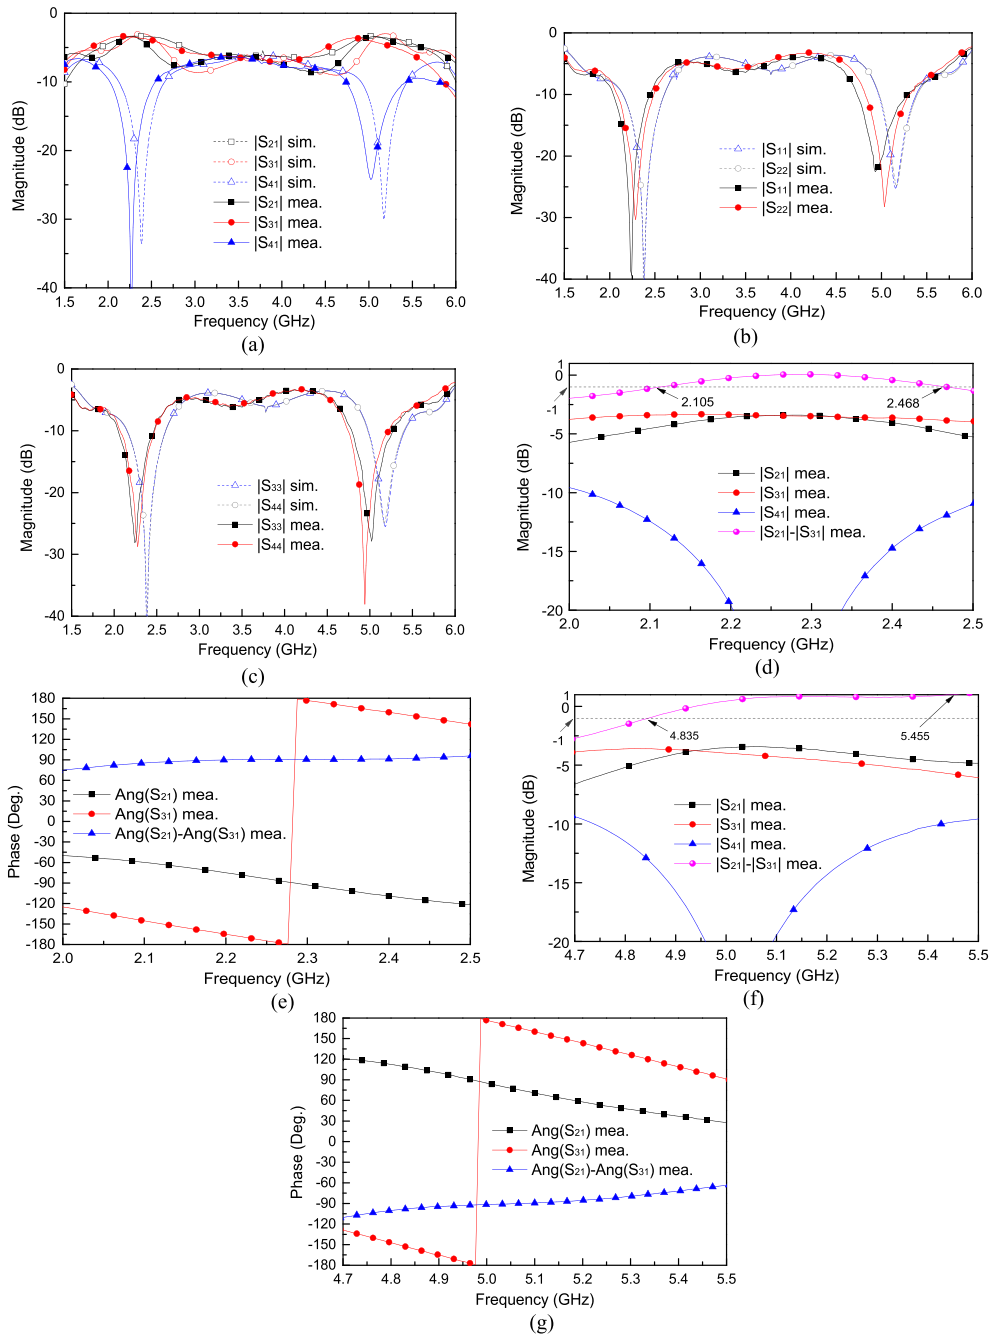 0
-10
-20
-30
-40
Magnitude (dB)
|S21| sim.
|S31| sim.
|S41| sim.
|S21| mea.
|S31| mea.
|S41| mea.
1.5 2.0 2.5 3.0 3.5 4.0 4.5 5.0 5.5 6.0
Frequency (GHz)
(a)
0
-10
-20
-30
-40
Magnitude (dB)
|S11| sim.
|S22| sim.
|S11| mea.
|S22| mea.
1.5 2.0 2.5 3.0 3.5 4.0 4.5 5.0 5.5 6.0
Frequency (GHz)
(b)
0
-10
-20
-30
-40
Magnitude (dB)
|S33| sim.
|S44| sim.
|S33| mea.
|S44| mea.
1.5 2.0 2.5 3.0 3.5 4.0 4.5 5.0 5.5 6.0
Frequency (GHz)
(c)
1
0
-1
-5
-10
-15
-20
Magnitude (dB)
2.105
2.468
|S21| mea.
|S31| mea.
|S41| mea.
|S21|-|S31| mea.
2.0 2.1 2.2 2.3 2.4 2.5
Frequency (GHz)
(d)
180
150
120
90
60
30
0
-30
-60
-90
-120
-150
-180
Phase (Deg.)
Ang(S21) mea.
Ang(S31) mea.
Ang(S21)-Ang(S31) mea.
2.0 2.1 2.2 2.3 2.4 2.5
Frequency (GHz)
(e)
1
0
-1
-5
-10
-15
-20
Magnitude (dB)
4.835
5.455
|S21| mea.
|S31| mea.
|S41| mea.
|S21|-|S31| mea.
4.7 4.8 4.9 5.0 5.1 5.2 5.3 5.4 5.5
Frequency (GHz)
(f)
180
150
120
90
60
30
0
-30
-60
-90
-120
-150
-180
Phase (Deg.)
Ang(S21) mea.
Ang(S31) mea.
Ang(S21)-Ang(S31) mea.
4.7 4.8 4.9 5.0 5.1 5.2 5.3 5.4 5.5
Frequency (GHz)
(g)